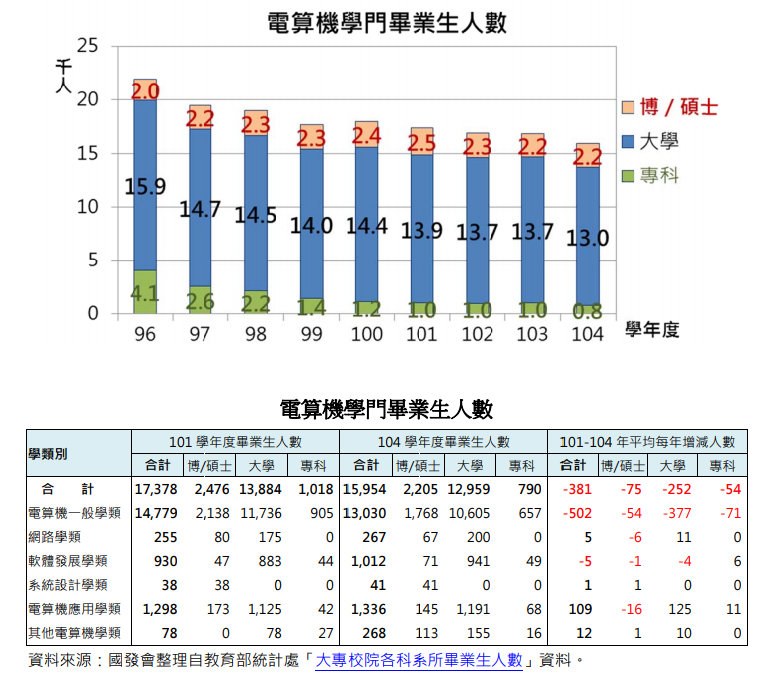 電算機學門畢業生人數
千人
25
20
15
10
5
0
2.0 2.2 2.3 2.3 2.4 2.5 2.3 2.2 2.2
15.9 14.7 14.5 14.0 14.4 13.9 13.7 13.7 13.0
4.1 2.6 2.2 1.4 1.2 1.0 1.0 1.0 0.8
96 97 98 99 100 101 102 103 104 學年度
博/碩士
大學
專科
電算機學門畢業生人數
學類別 101 學年度畢業生人數 104 學年度畢業生人數 101-104 年平均每年增減人數
合計 博/碩士 大學 專科 合計 博/碩士 大學 專科 合計 博/碩士 大學 專科
合 計 17,378 2,476 13,884 1,018 15,954 2,205 12,959 790 -381 -75 -252 -54
電算機一般學類 14,779 2,138 11,736 905 13,030 1,768 10,605 657 -502 -54 -377 -71
網路學類 255 80 175 0 267 67 200 0 5 -6 11 0
軟體發展學類 930 47 883 44 1,012 71 941 49 -5 -1 -4 6
系統設計學類 38 38 0 0 41 41 0 0 1 1 0 0
電算機應用學類 1,298 173 1,125 42 1,336 145 1,191 68 109 -16 125 11
其他電算機學類 78 0 78 27 268 113 155 16 12 1 10 0
資料來源：國發會整理自教育部統計處「大專校院各科系所畢業生人數」資料。